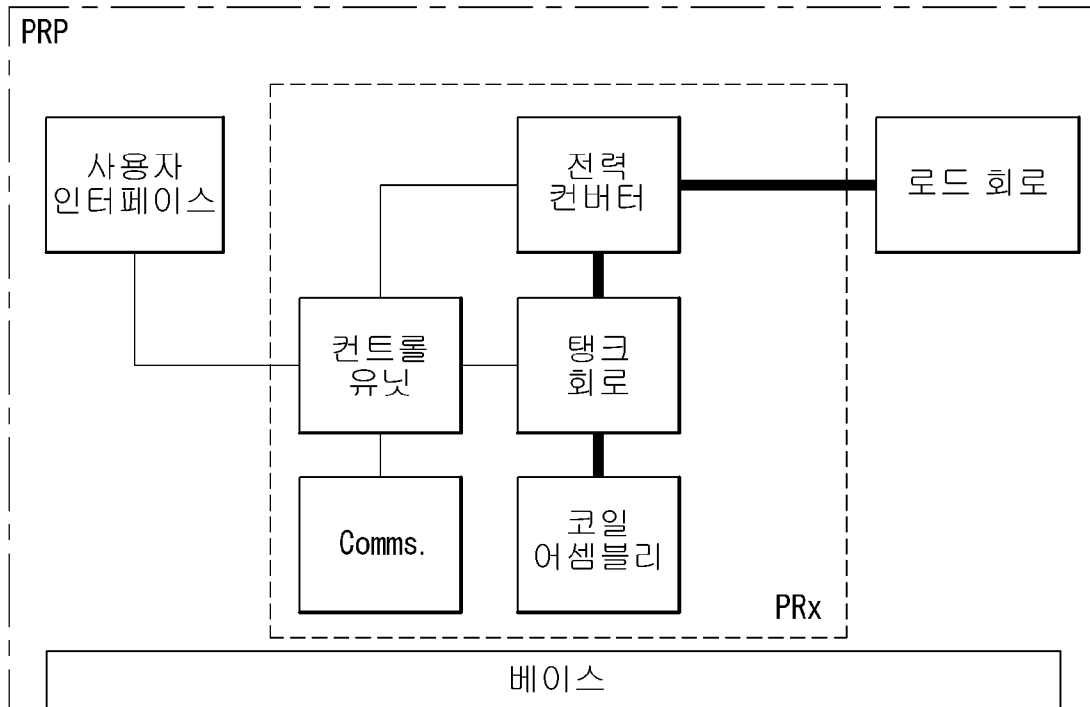 PRP
사용자
인터페이스
전력
컨버터
로드 회로
컨트롤
유닛
탱크
회로
Comms.
코일
어셈블리
PRx
베이스